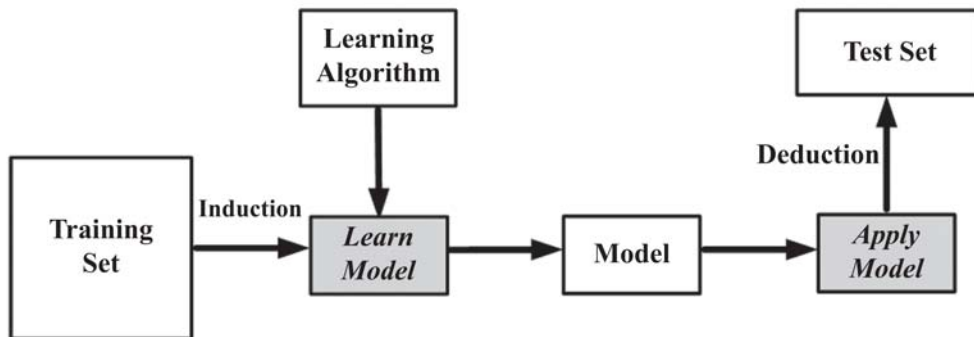 Learning
Algorithm
Test Set
Deduction
Training
Set
Induction
Learn
Model
Model
Apply
Model